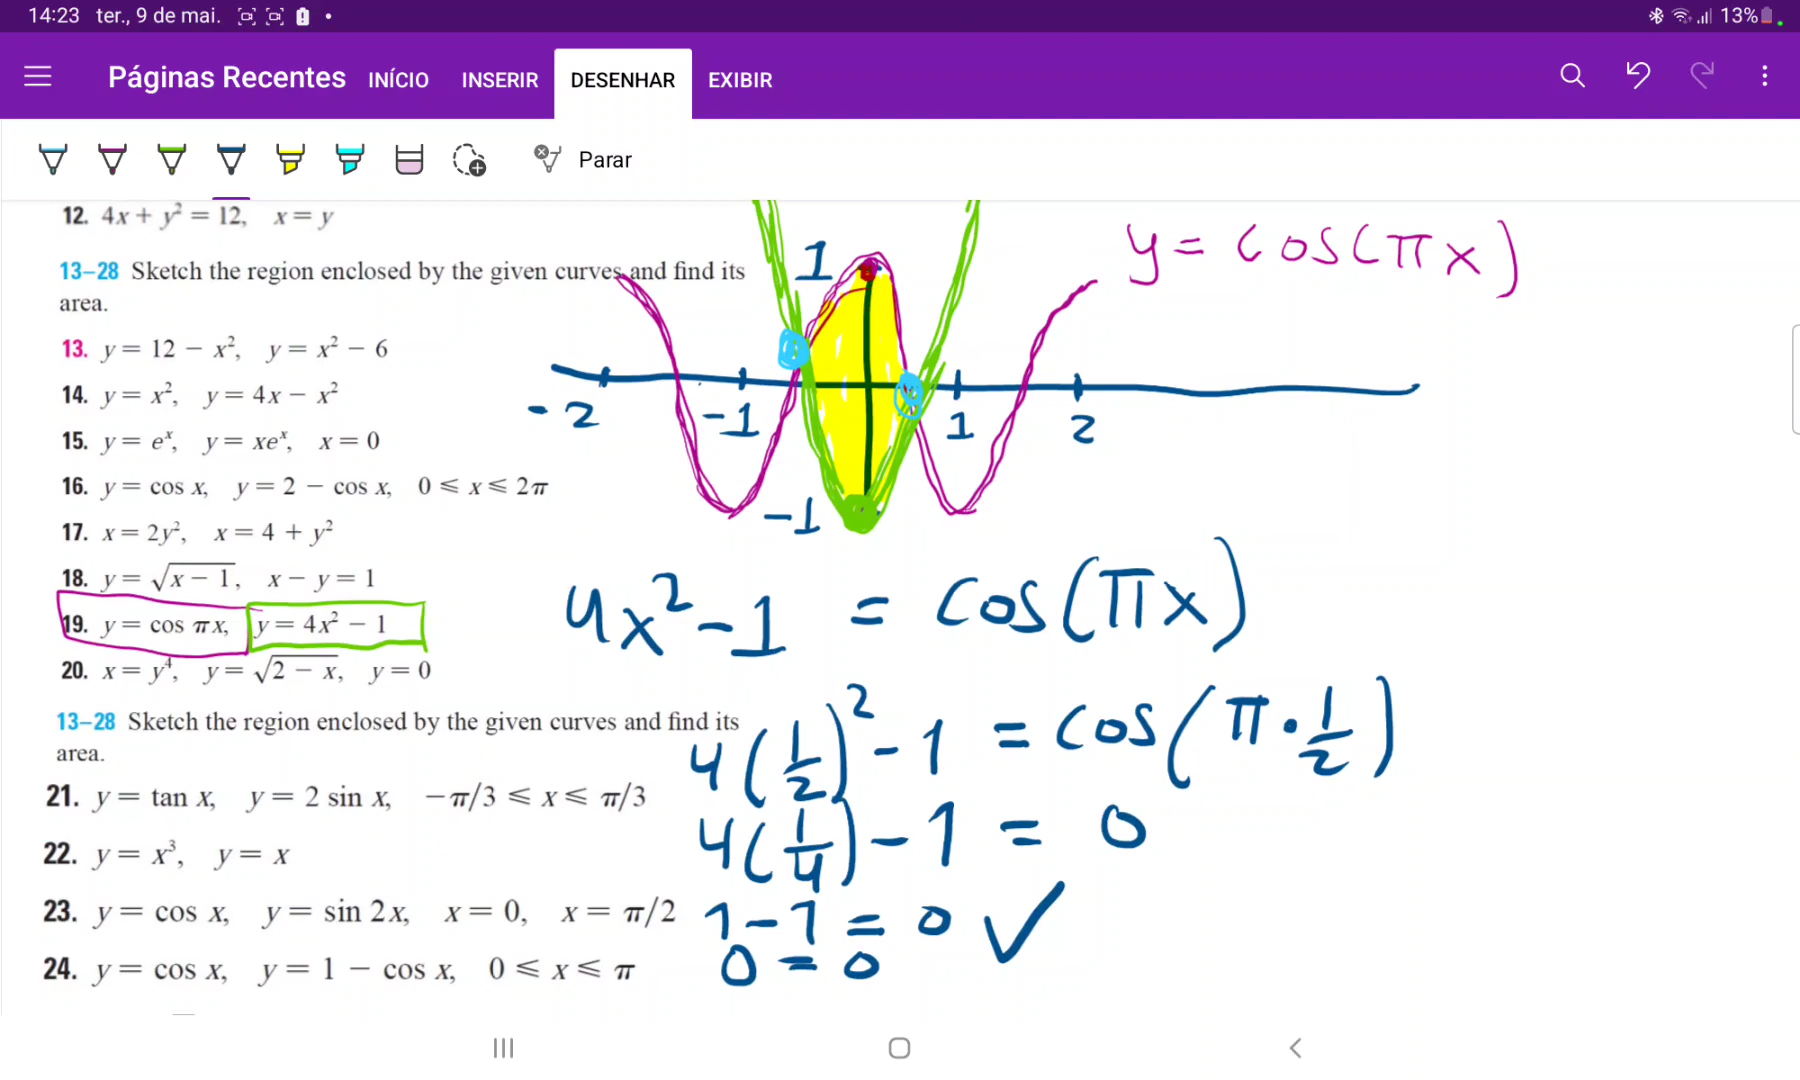 14:23 ter., 9 de mai. 13%
Páginas Recentes INÍCIO INSERIR DESENHAR EXIBIR
Parar
12. 4x + y² = 12, x = y
13–28 Sketch the region enclosed by the given curves and find its
area.
13. y = 12 − x², y = x² − 6
14. y = x², y = 4x − x²
15. y = eˣ, y = xeˣ, x = 0
16. y = cos x, y = 2 − cos x, 0 ⩽ x ⩽ 2π
17. x = 2y², x = 4 + y²
18. y = √(x − 1), x − y = 1
19. y = cos πx, y = 4x² − 1
20. x = y⁴, y = √(2 − x), y = 0
13–28 Sketch the region enclosed by the given curves and find its
area.
21. y = tan x, y = 2 sin x, −π/3 ⩽ x ⩽ π/3
22. y = x³, y = x
23. y = cos x, y = sin 2x, x = 0, x = π/2
24. y = cos x, y = 1 − cos x, 0 ⩽ x ⩽ π
y = cos(πx)
1
-2 -1 1 2
-1
4x² - 1 = cos(πx)
4(1/2)² - 1 = cos(π·1/2)
4(1/4) - 1 = 0
1 - 1 = 0 ✓
0 = 0